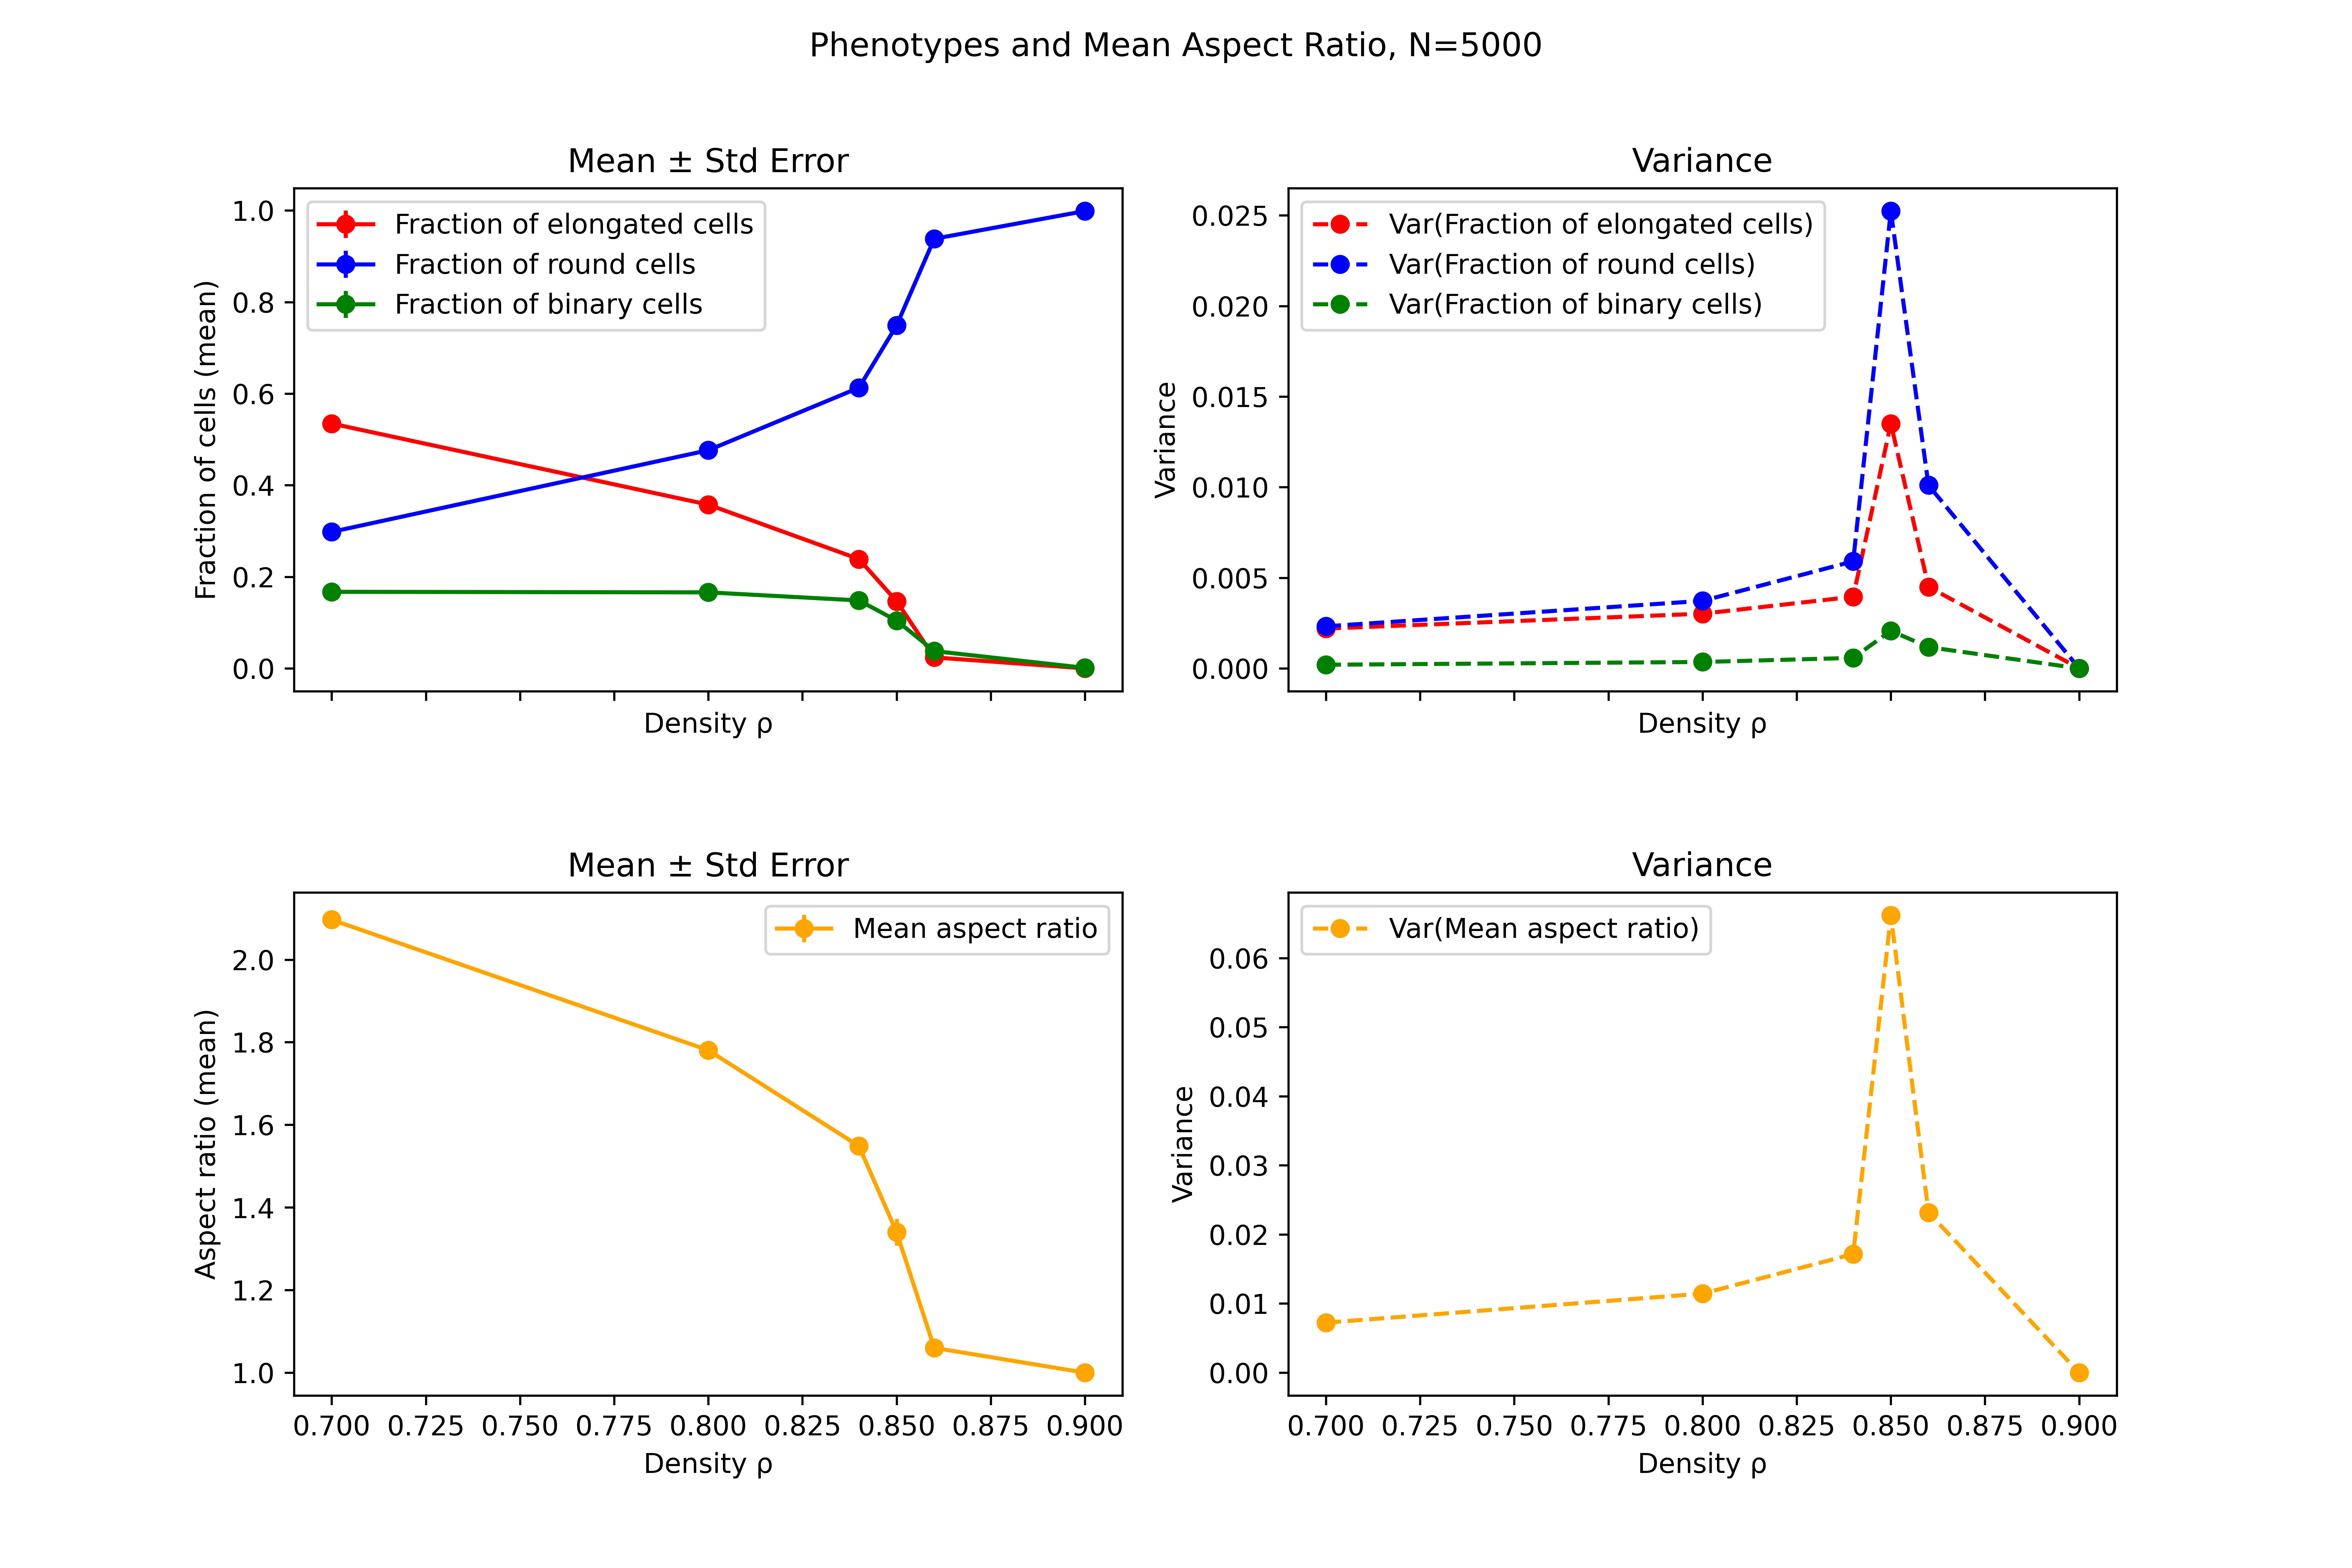 Phenotypes and Mean Aspect Ratio, N=5000
Mean ± Std Error
Fraction of cells (mean)
1.0
0.8
0.6
0.4
0.2
0.0
Fraction of elongated cells
Fraction of round cells
Fraction of binary cells
Density ρ
Variance
Variance
0.025
0.020
0.015
0.010
0.005
0.000
Var(Fraction of elongated cells)
Var(Fraction of round cells)
Var(Fraction of binary cells)
Density ρ
Mean ± Std Error
Aspect ratio (mean)
2.0
1.8
1.6
1.4
1.2
1.0
Mean aspect ratio
0.700 0.725 0.750 0.775 0.800 0.825 0.850 0.875 0.900
Density ρ
Variance
Variance
0.06
0.05
0.04
0.03
0.02
0.01
0.00
Var(Mean aspect ratio)
0.700 0.725 0.750 0.775 0.800 0.825 0.850 0.875 0.900
Density ρ